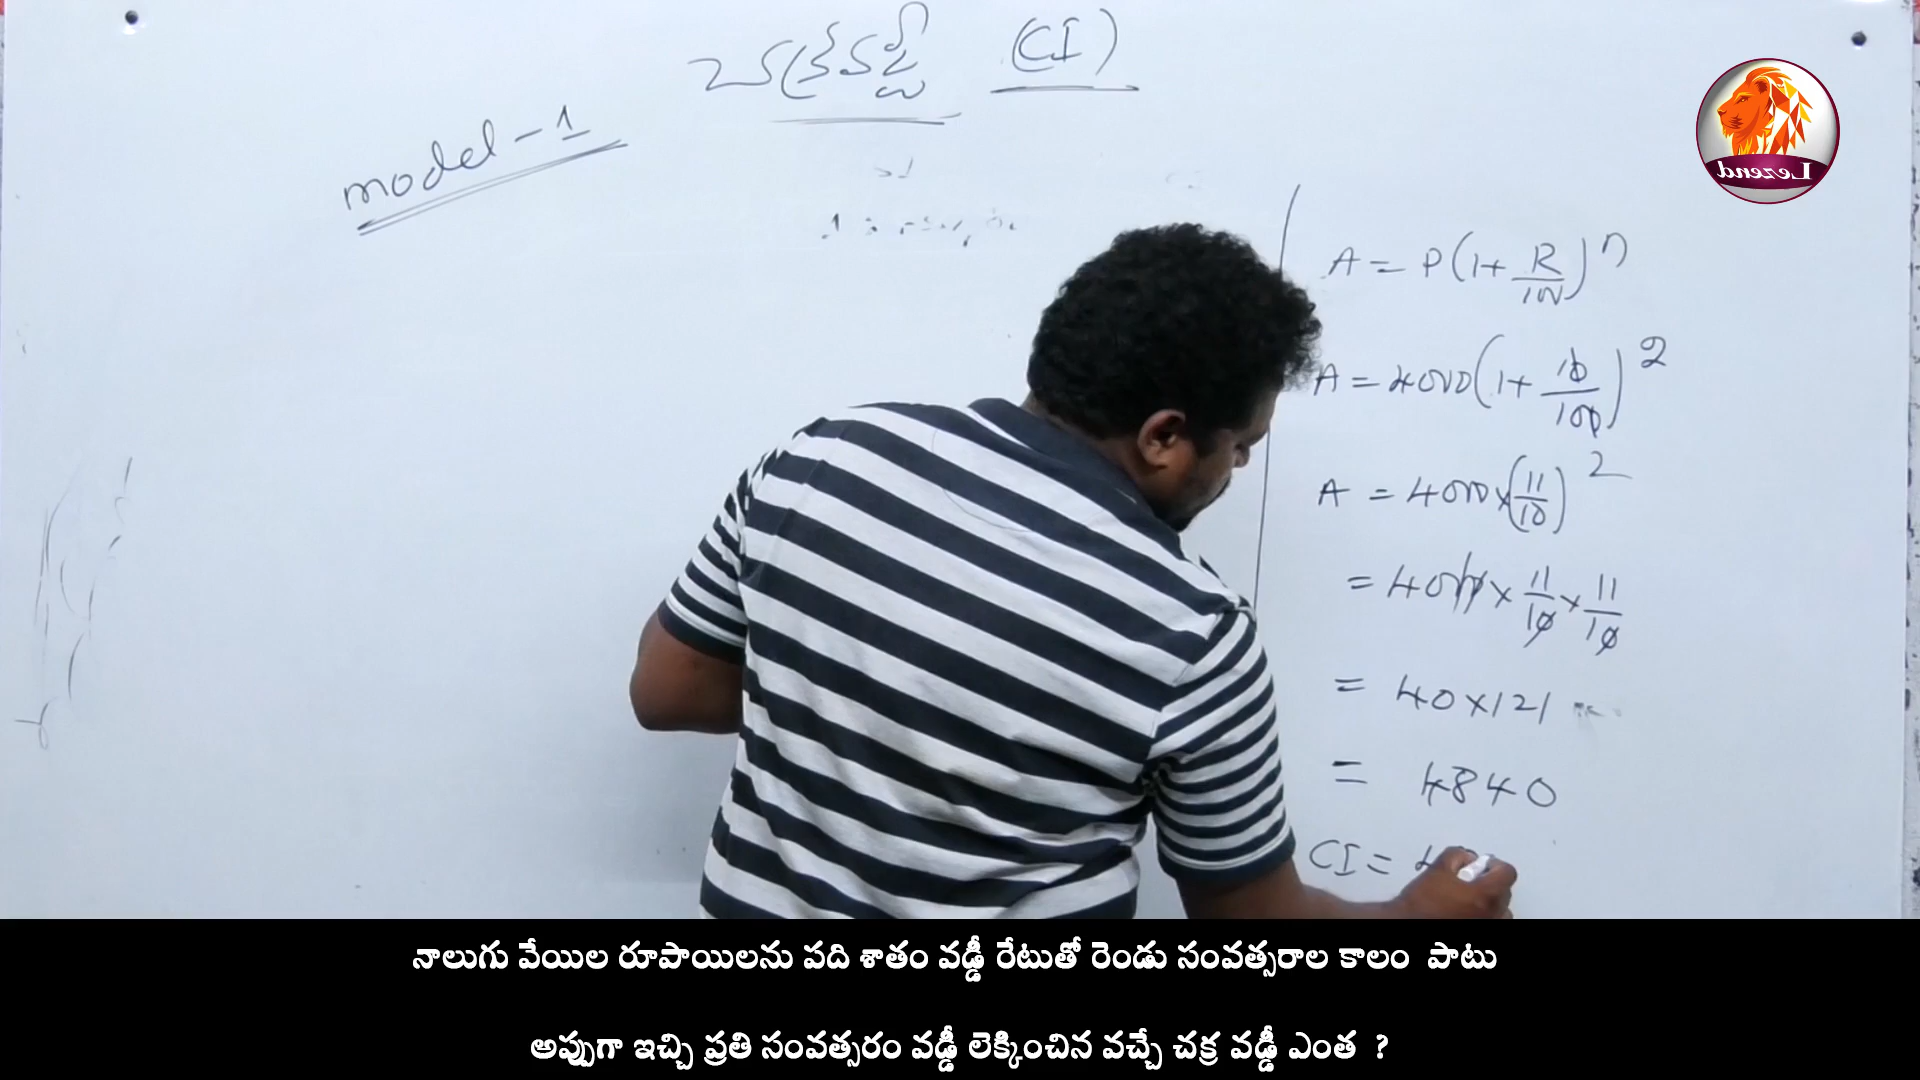 చక్రవడ్డీ (CI)
model-1
A = P(1+ R/100)^n
A = 4000(1+ 10/100)^2
A = 4000×(11/10)^2
= 4000 × 11/10 × 11/10
= 40×121
= 4840
CI =
Lezend
నాలుగు వేయిల రూపాయిలను పది శాతం వడ్డీ రేటుతో రెండు సంవత్సరాల కాలం పాటు
అప్పుగా ఇచ్చి ప్రతి సంవత్సరం వడ్డీ లెక్కించిన వచ్చే చక్ర వడ్డీ ఎంత ?